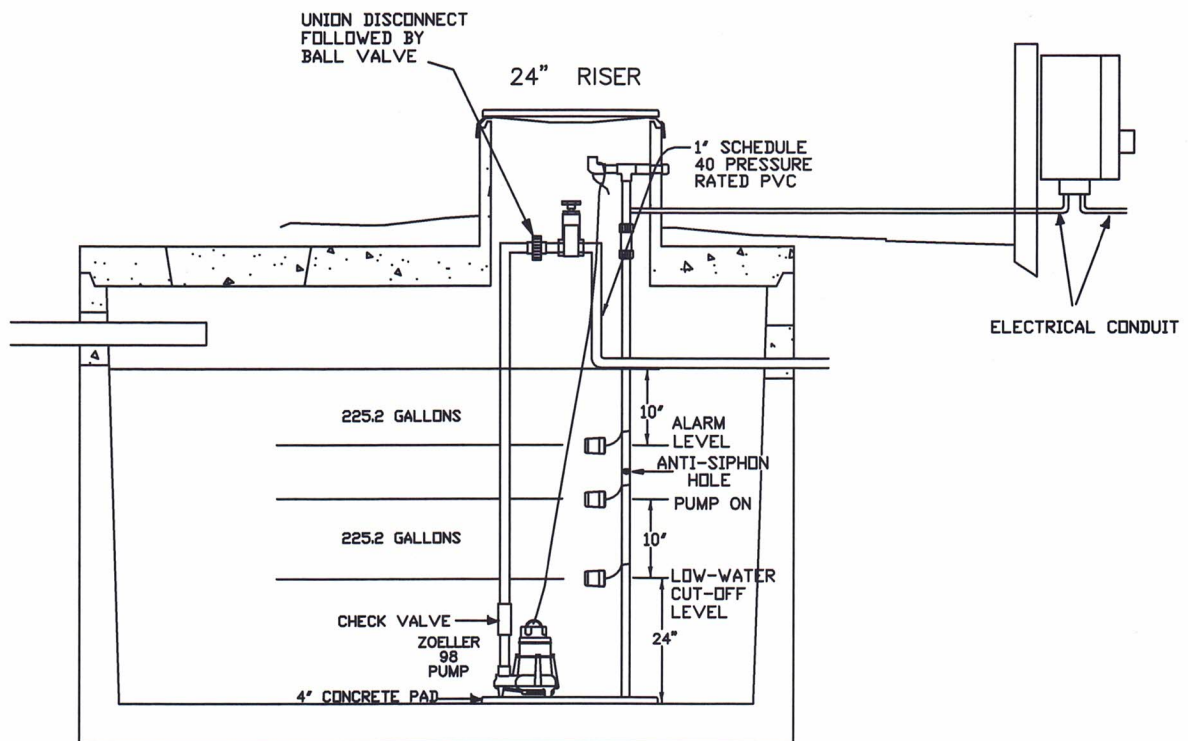 UNION DISCONNECT
FOLLOWED BY
BALL VALVE
24" RISER
1" SCHEDULE
40 PRESSURE
RATED PVC
ELECTRICAL CONDUIT
225.2 GALLONS
10"
ALARM
LEVEL
ANTI-SIPHON
HOLE
PUMP ON
225.2 GALLONS
10"
LOW-WATER
CUT-OFF
LEVEL
CHECK VALVE
24"
ZOELLER
98
PUMP
4" CONCRETE PAD